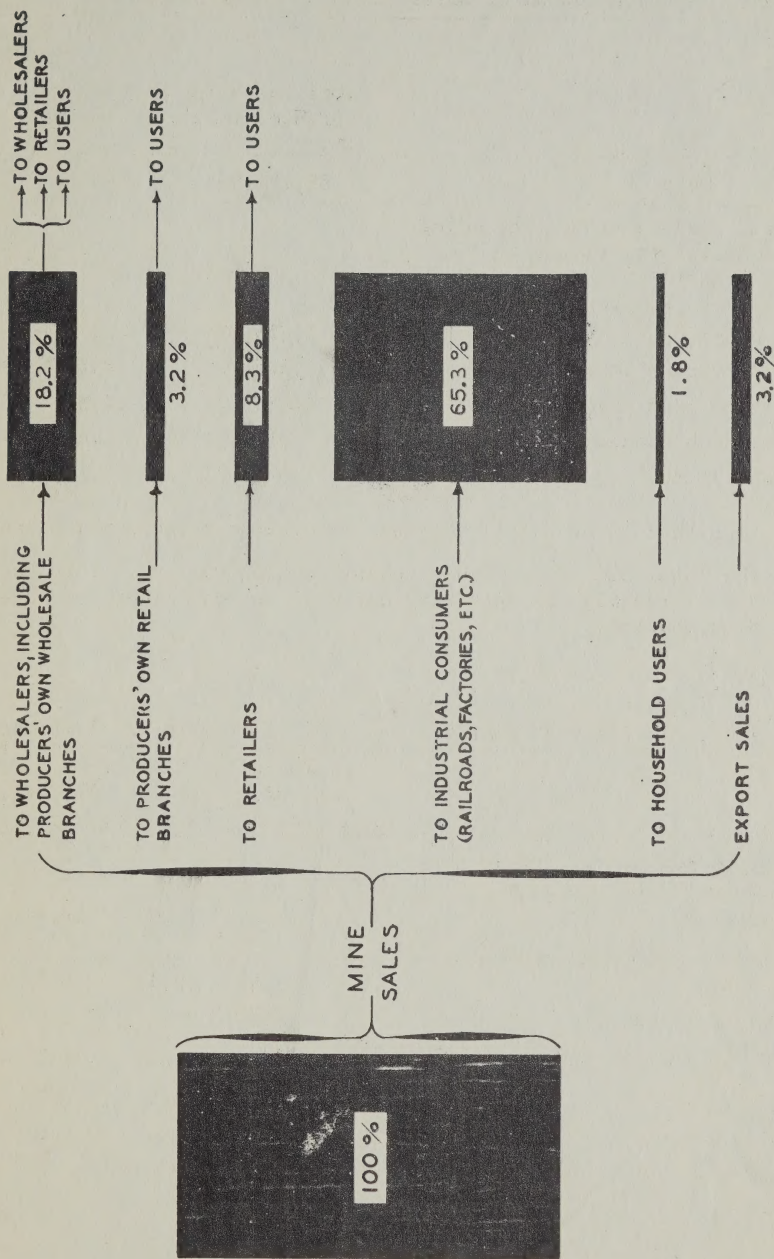 100 %
MINE
SALES
TO WHOLESALERS, INCLUDING
PRODUCERS' OWN WHOLESALE
BRANCHES
18.2 %
TO WHOLESALERS
TO RETAILERS
TO USERS
TO PRODUCERS' OWN RETAIL
BRANCHES
3.2 %
TO USERS
TO RETAILERS
8.3 %
TO USERS
TO INDUSTRIAL CONSUMERS
(RAILROADS, FACTORIES, ETC.)
65.3 %
TO HOUSEHOLD USERS
1.8%
EXPORT SALES
3.2%